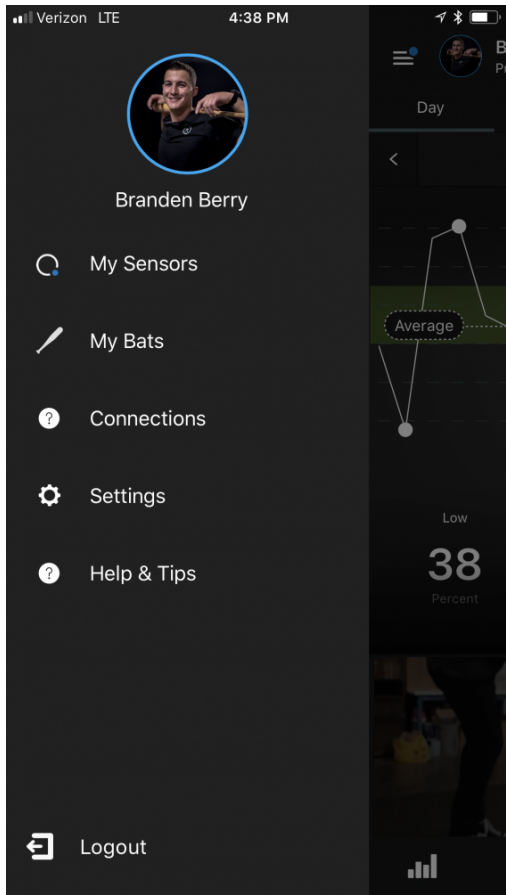 Verizon LTE
4:38 PM
Branden Berry
My Sensors
My Bats
? Connections
Settings
? Help & Tips
Logout
B
Pr
Day
<
Average
Low
38
Percent